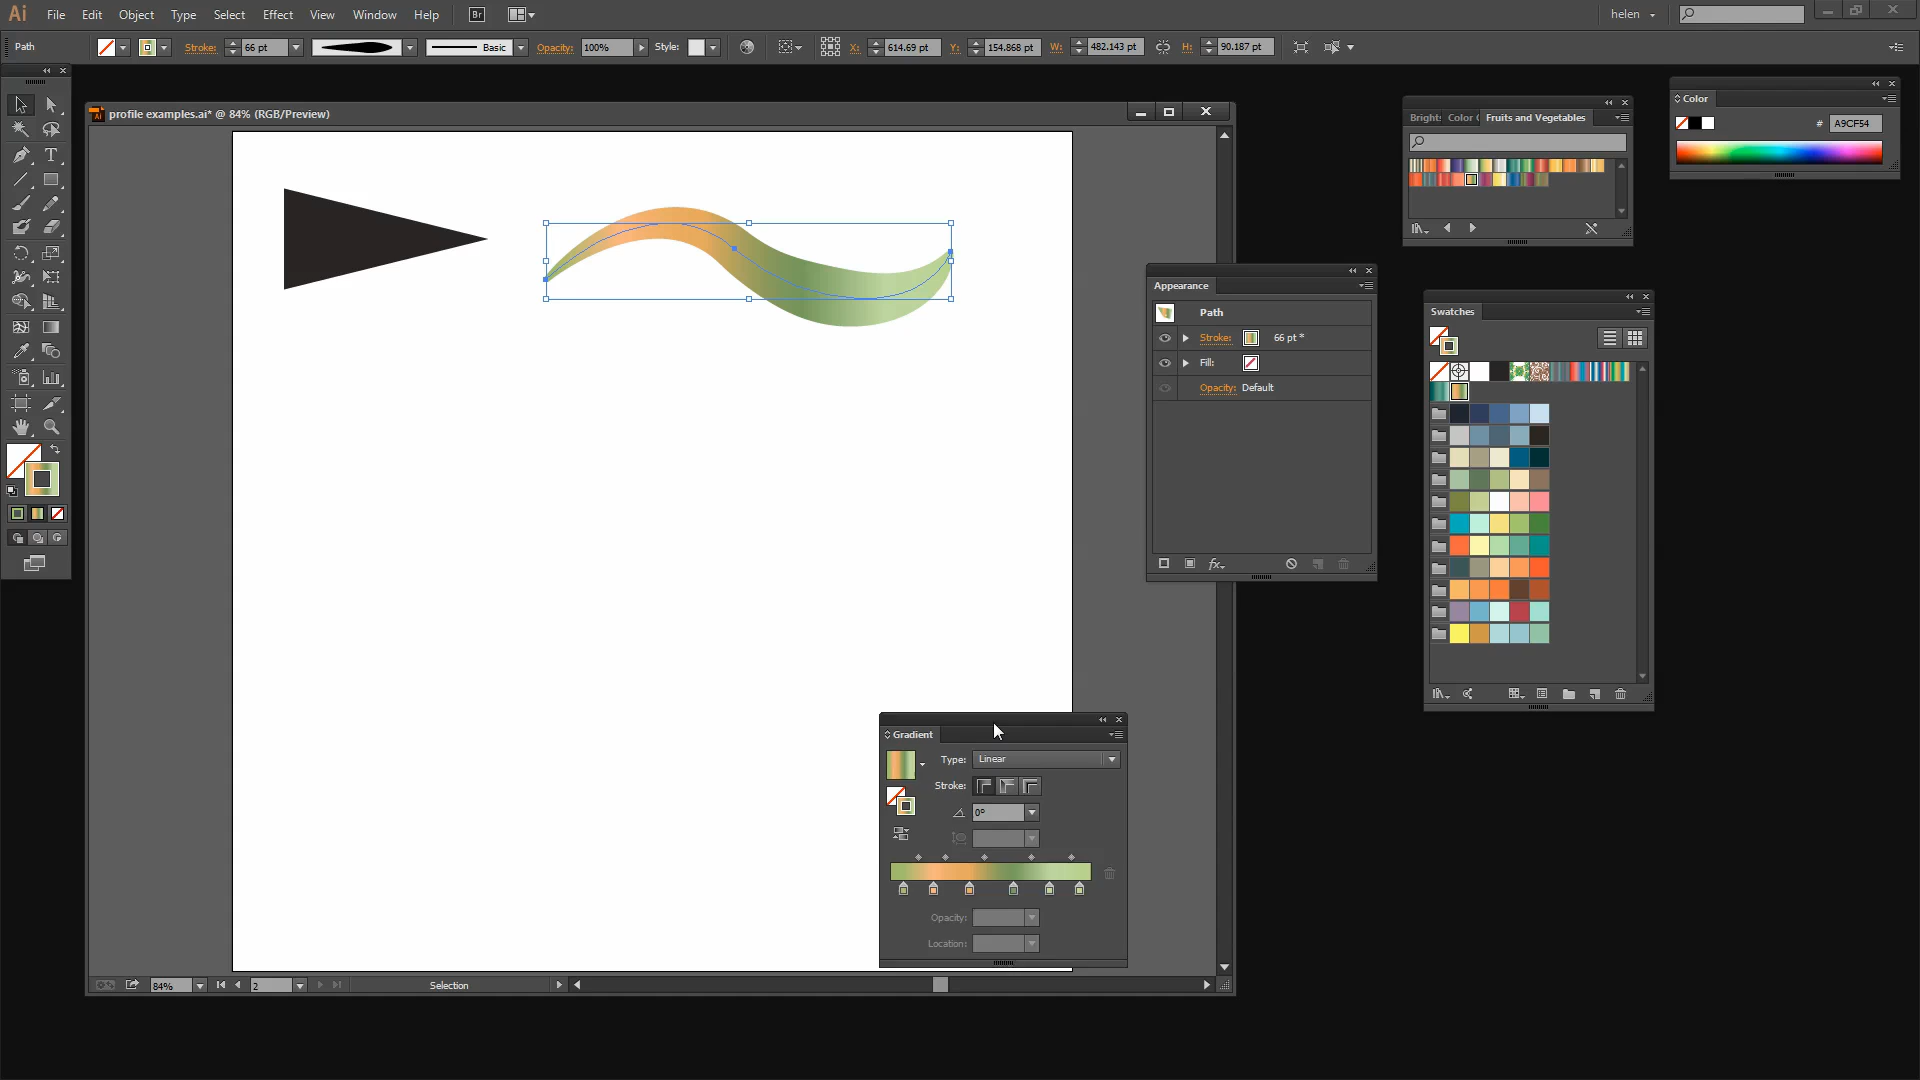 Ai File Edit Object Type Select Effect View Window Help Br helen
Path Stroke: 66 pt Basic Opacity: 100% Style: X: 614.69 pt Y: 154.868 pt W: 482.143 pt H: 90.187 pt
profile examples.ai* @ 84% (RGB/Preview)
Brights Color Fruits and Vegetables
Color
# A9CF54
Appearance
Path
Stroke: 66 pt *
Fill:
Opacity: Default
fx
Swatches
Gradient
Type: Linear
Stroke:
0°
Opacity:
Location:
84% 2 Selection